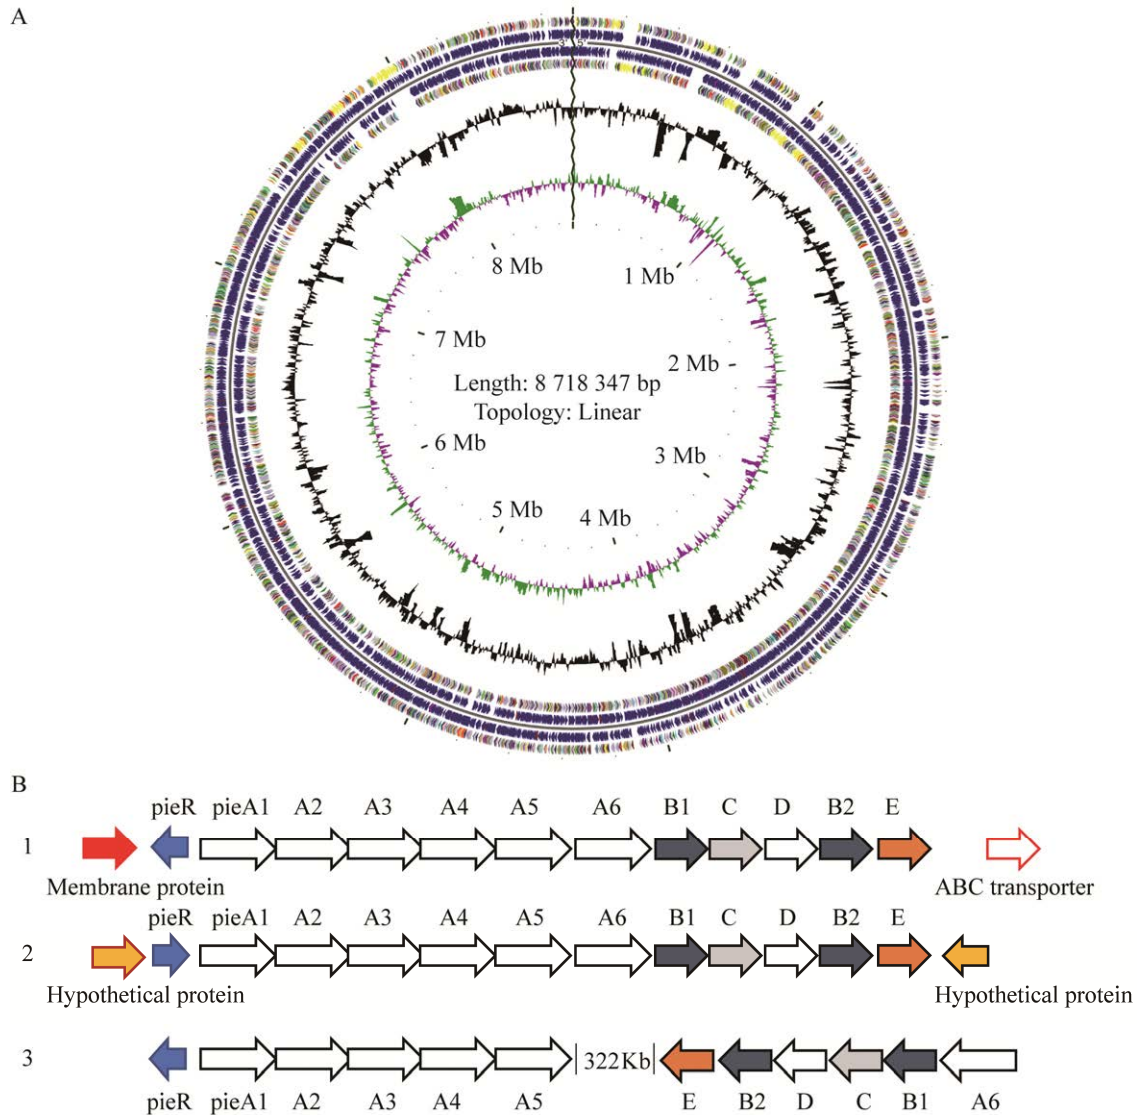 A
3' 5'
8 Mb
1 Mb
7 Mb
2 Mb
Length: 8 718 347 bp
Topology: Linear
6 Mb
3 Mb
5 Mb
4 Mb
B
pieR pieA1 A2 A3 A4 A5 A6 B1 C D B2 E
1
Membrane protein ABC transporter
pieR pieA1 A2 A3 A4 A5 A6 B1 C D B2 E
2
Hypothetical protein Hypothetical protein
3 322Kb
pieR pieA1 A2 A3 A4 A5 E B2 D C B1 A6